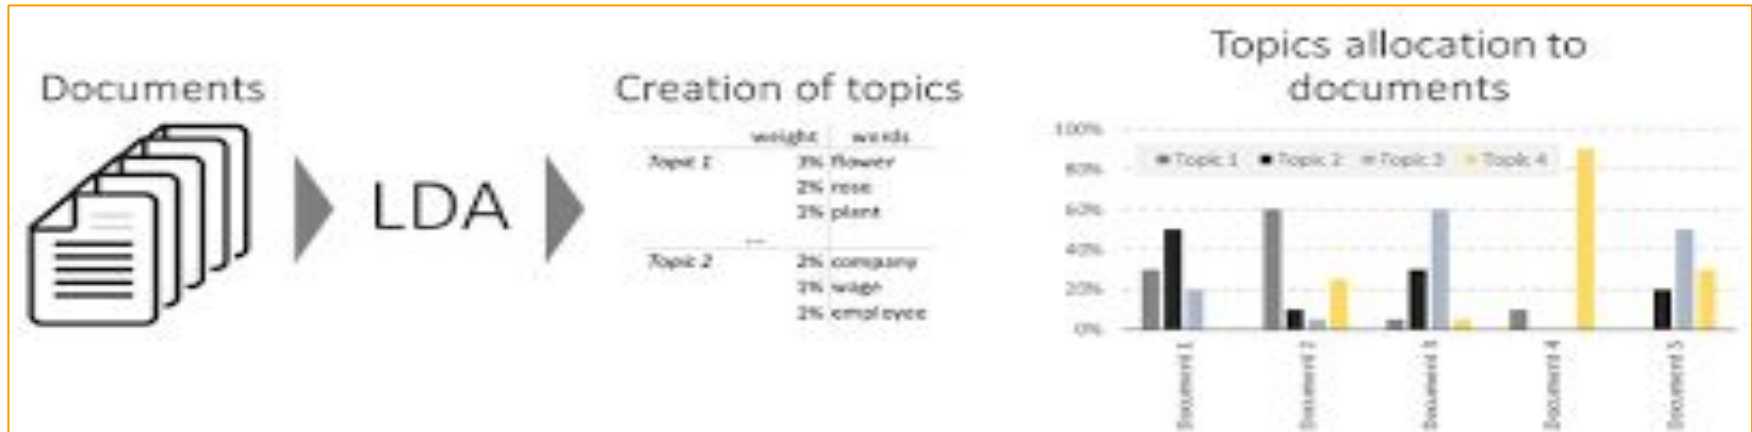 Documents
LDA
Creation of topics
weight words
Topic 1 3% flower
2% rose
1% plant
...
Topic 2 2% company
1% wage
1% employee
Topics allocation to
documents
100%
80%
60%
40%
20%
0%
Topic 1 Topic 2 Topic 3 Topic 4
Document 1
Document 2
Document 3
Document 4
Document 5